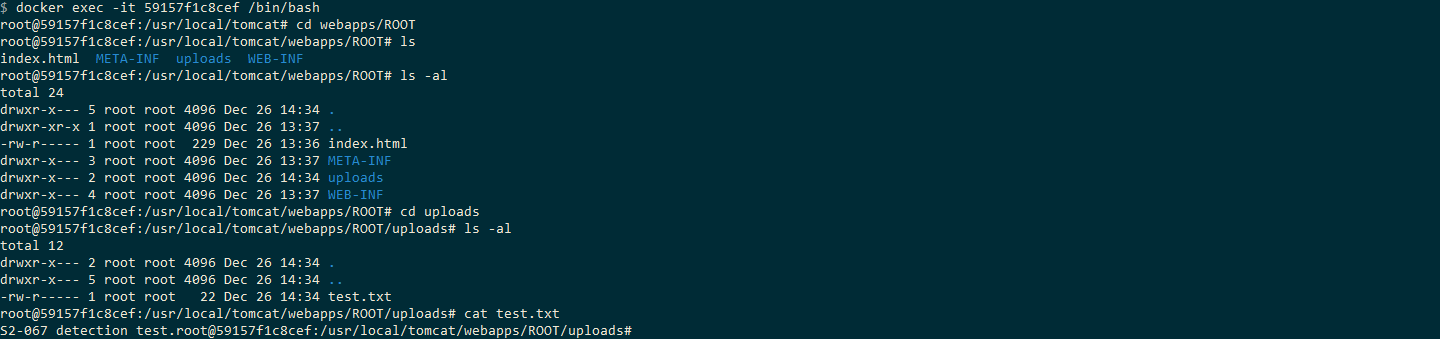 $ docker exec -it 59157f1c8cef /bin/bash
root@59157f1c8cef:/usr/local/tomcat# cd webapps/ROOT
root@59157f1c8cef:/usr/local/tomcat/webapps/ROOT# ls
index.html  META-INF  uploads  WEB-INF
root@59157f1c8cef:/usr/local/tomcat/webapps/ROOT# ls -al
total 24
drwxr-x--- 5 root root 4096 Dec 26 14:34 .
drwxr-xr-x 1 root root 4096 Dec 26 13:37 ..
-rw-r----- 1 root root  229 Dec 26 13:36 index.html
drwxr-x--- 3 root root 4096 Dec 26 13:37 META-INF
drwxr-x--- 2 root root 4096 Dec 26 14:34 uploads
drwxr-x--- 4 root root 4096 Dec 26 13:37 WEB-INF
root@59157f1c8cef:/usr/local/tomcat/webapps/ROOT# cd uploads
root@59157f1c8cef:/usr/local/tomcat/webapps/ROOT/uploads# ls -al
total 12
drwxr-x--- 2 root root 4096 Dec 26 14:34 .
drwxr-x--- 5 root root 4096 Dec 26 14:34 ..
-rw-r----- 1 root root   22 Dec 26 14:34 test.txt
root@59157f1c8cef:/usr/local/tomcat/webapps/ROOT/uploads# cat test.txt
S2-067 detection test.root@59157f1c8cef:/usr/local/tomcat/webapps/ROOT/uploads#